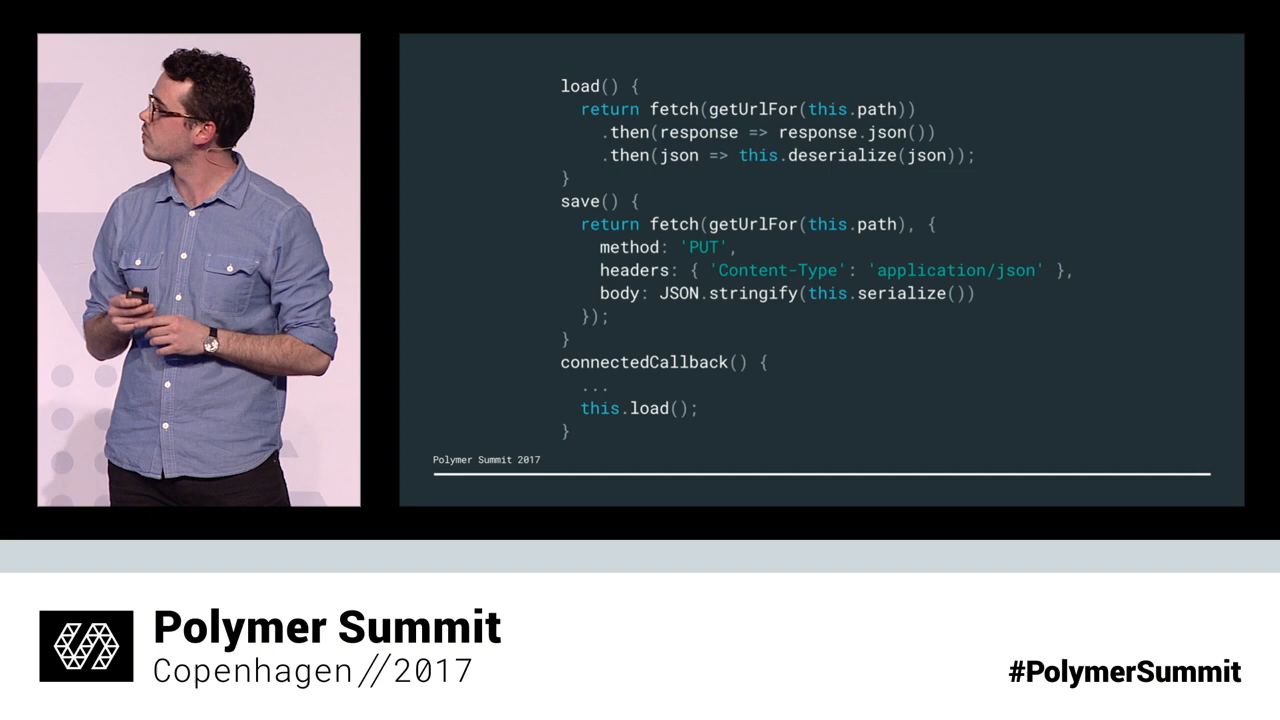 load() {
  return fetch(getUrlFor(this.path))
    .then(response => response.json())
    .then(json => this.deserialize(json));
}
save() {
  return fetch(getUrlFor(this.path), {
    method: 'PUT',
    headers: { 'Content-Type': 'application/json' },
    body: JSON.stringify(this.serialize())
  });
}
connectedCallback() {
  ...
  this.load();
}
Polymer Summit 2017
Polymer Summit
Copenhagen//2017
#PolymerSummit